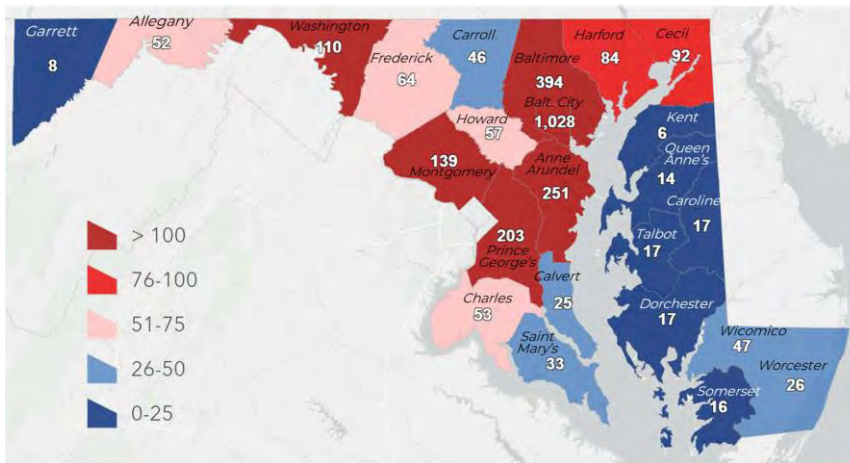 Garrett
8
Allegany
52
Washington
110
Frederick
64
Carroll
46
Baltimore
394
Balt. City
1,028
Harford
84
Cecil
92
Howard
57
Montgomery
139
Anne
Arundel
251
203
Prince
George's
Calvert
25
Charles
53
Saint
Mary's
33
Kent
6
Queen
Anne's
14
Caroline
17
Talbot
17
Dorchester
17
Wicomico
47
Worcester
26
Somerset
16
> 100
76-100
51-75
26-50
0-25